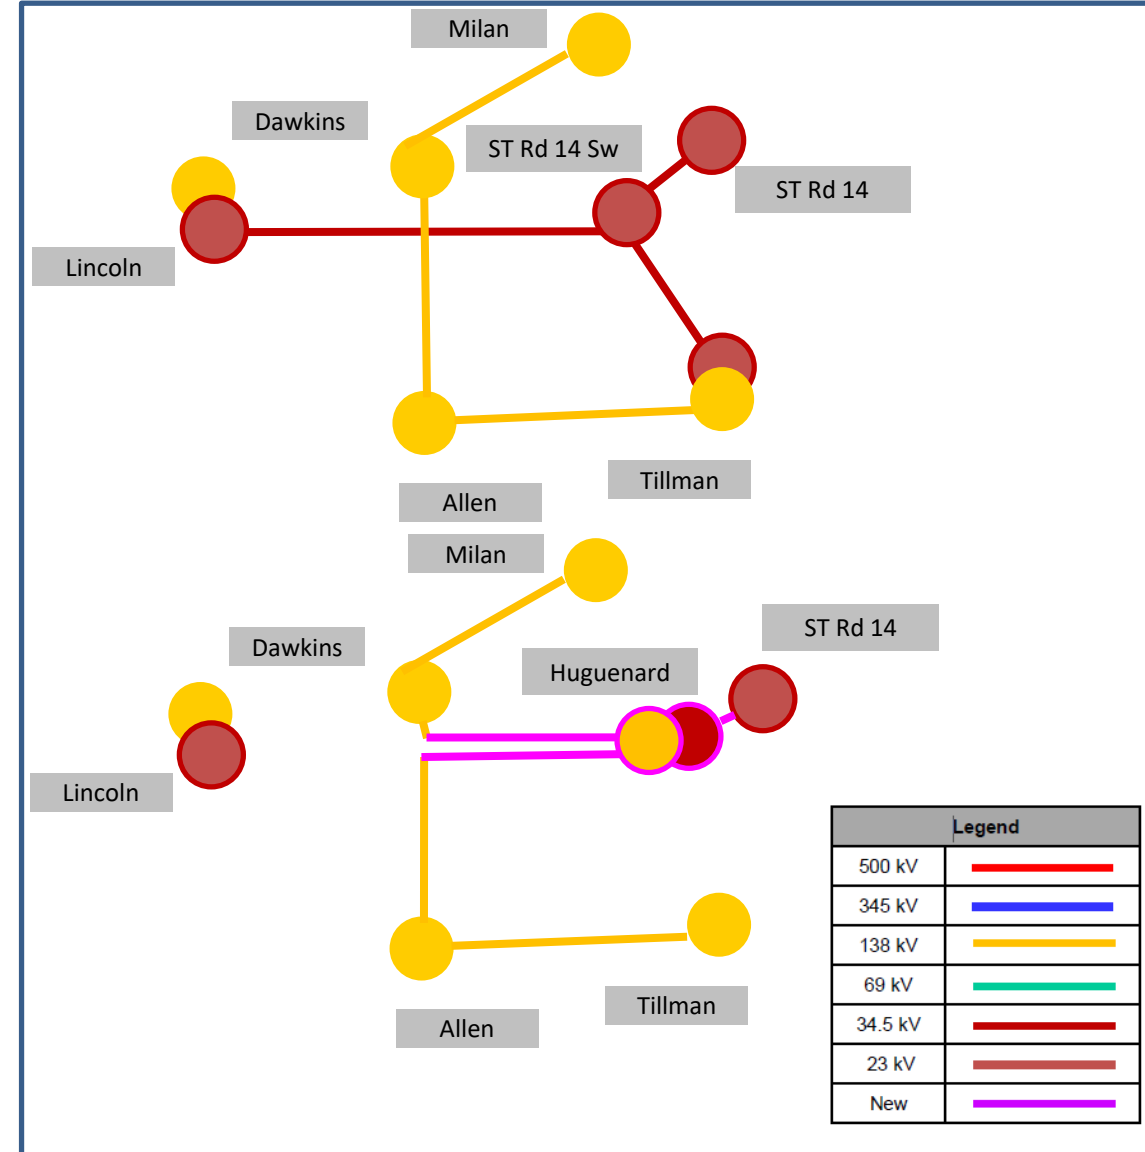 Milan
Dawkins
ST Rd 14 Sw
ST Rd 14
Lincoln
Tillman
Allen
Milan
ST Rd 14
Dawkins
Huguenard
Lincoln
Tillman
Allen
Legend
500 kV
345 kV
138 kV
69 kV
34.5 kV
23 kV
New